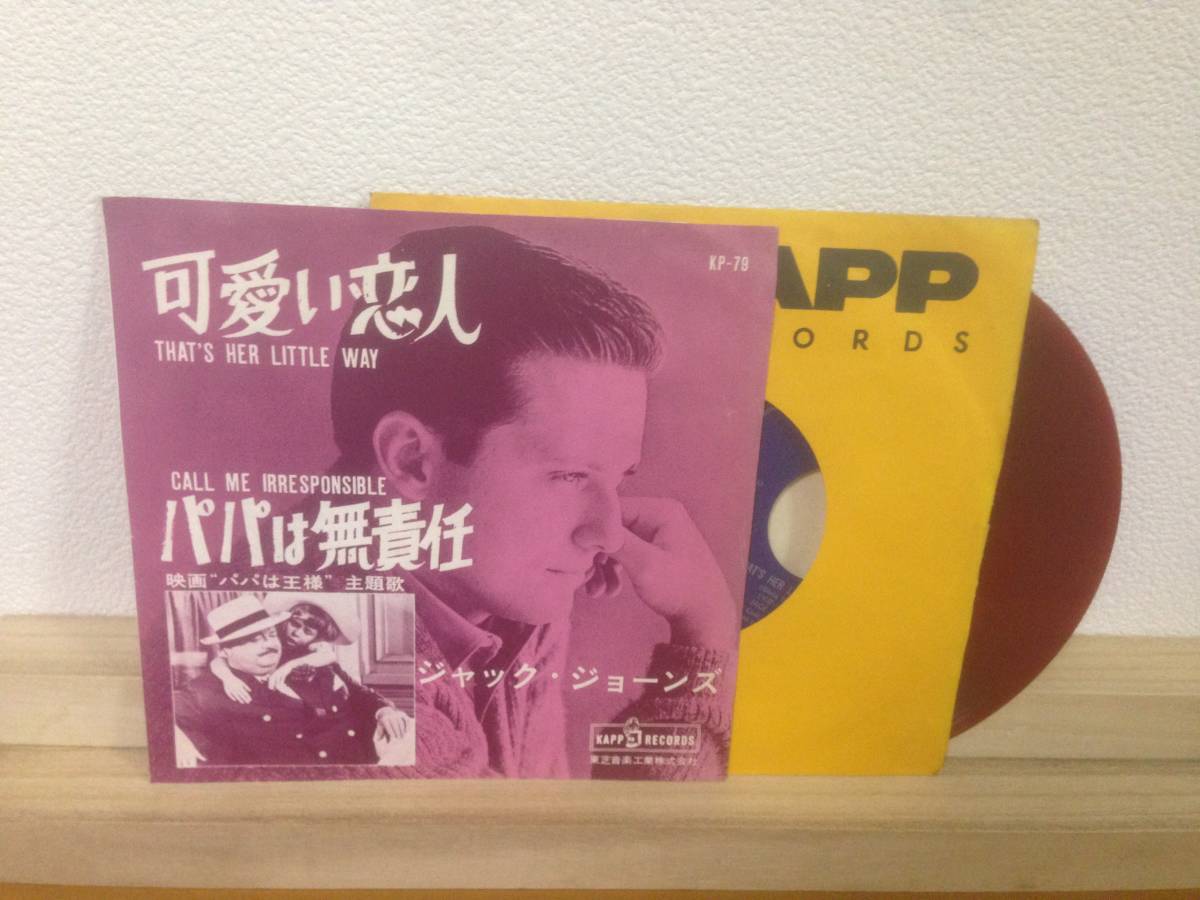 可愛い恋人
THAT'S HER LITTLE WAY
KP-79
CALL ME IRRESPONSIBLE
パパは無責任
映画"パパは王様"主題歌
ジャック・ジョーンズ
KAPP RECORDS
東芝音楽工業株式会社
APP
ORDS
AT'S HER